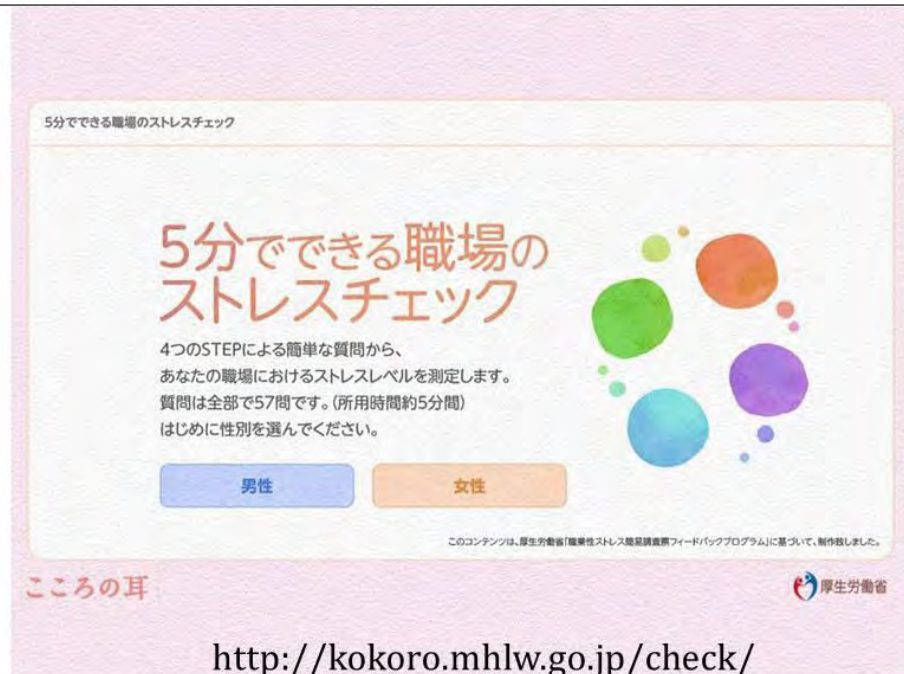 5分でできる職場のストレスチェック
5分でできる職場の
ストレスチェック
4つのSTEPによる簡単な質問から、
あなたの職場におけるストレスレベルを測定します。
質問は全部で57問です。(所用時間約5分間)
はじめに性別を選んでください。
男性
女性
このコンテンツは、厚生労働省「職業性ストレス簡易調査票フィードバックプログラム」に基づいて、制作致しました。
こころの耳
厚生労働省
http://kokoro.mhlw.go.jp/check/